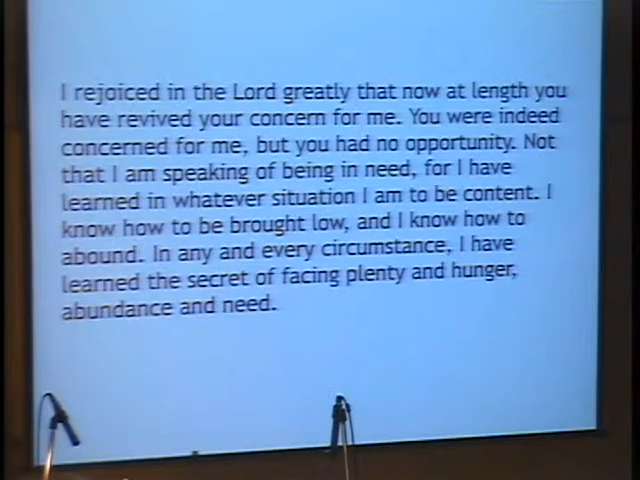 I rejoiced in the Lord greatly that now at length you
have revived your concern for me. You were indeed
concerned for me, but you had no opportunity. Not
that I am speaking of being in need, for I have
learned in whatever situation I am to be content. I
know how to be brought low, and I know how to
abound. In any and every circumstance, I have
learned the secret of facing plenty and hunger,
abundance and need.